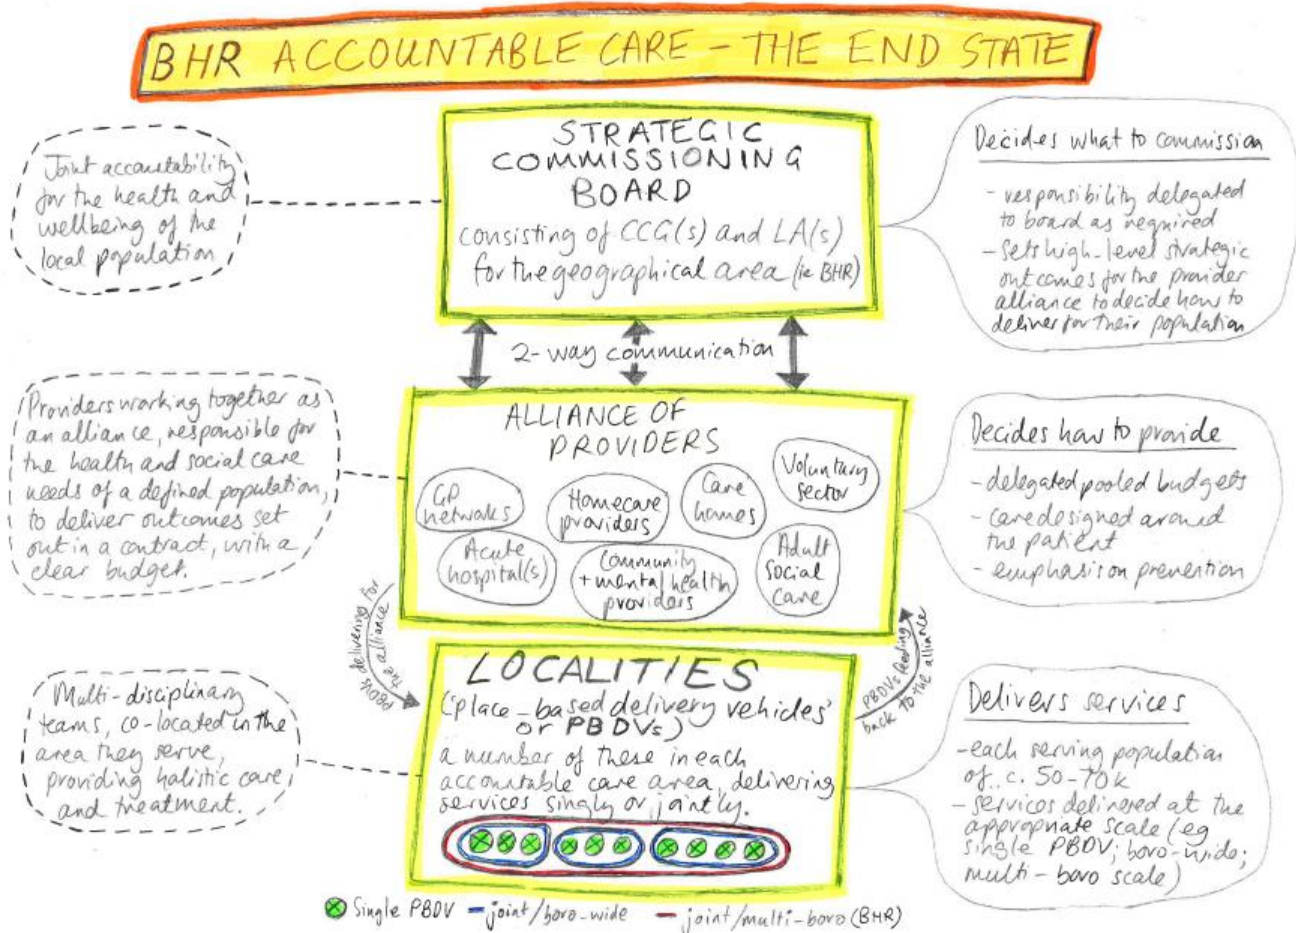 BHR ACCOUNTABLE CARE - THE END STATE
Joint accountability
for the health and
wellbeing of the
local population
STRATEGIC
COMMISSIONING
BOARD
consisting of CCG(s) and LA(s)
for the geographical area (ie BHR)
Decides what to commission
- responsibility delegated
to board as required
- sets high-level strategic
outcomes for the provider
alliance to decide how to
deliver for their population
2-way communication
Providers working together as
an alliance, responsible for
the health and social care
needs of a defined population,
to deliver outcomes set
out in a contract, with a
clear budget.
ALLIANCE OF
PROVIDERS
GP
networks
Homecare
providers
Care
homes
Voluntary
sector
Acute
hospital(s)
Community
+ mental health
providers
Adult
social
care
Decides how to provide
- delegated pooled budgets
- care designed around
the patient
- emphasis on prevention
PBDVs delivering for
the alliance
PBDVs feeding
back to the alliance
Multi-disciplinary
teams, co-located in the
area they serve,
providing holistic care
and treatment.
LOCALITIES
('place-based delivery vehicles'
or PBDVs)
a number of these in each
accountable care area, delivering
services singly or jointly.
Delivers services
- each serving population
of c. 50-70k
- services delivered at the
appropriate scale (eg
single PBDV; boro-wide;
multi-boro scale)
Single PBDV - joint/boro-wide - joint/multi-boro (BHR)